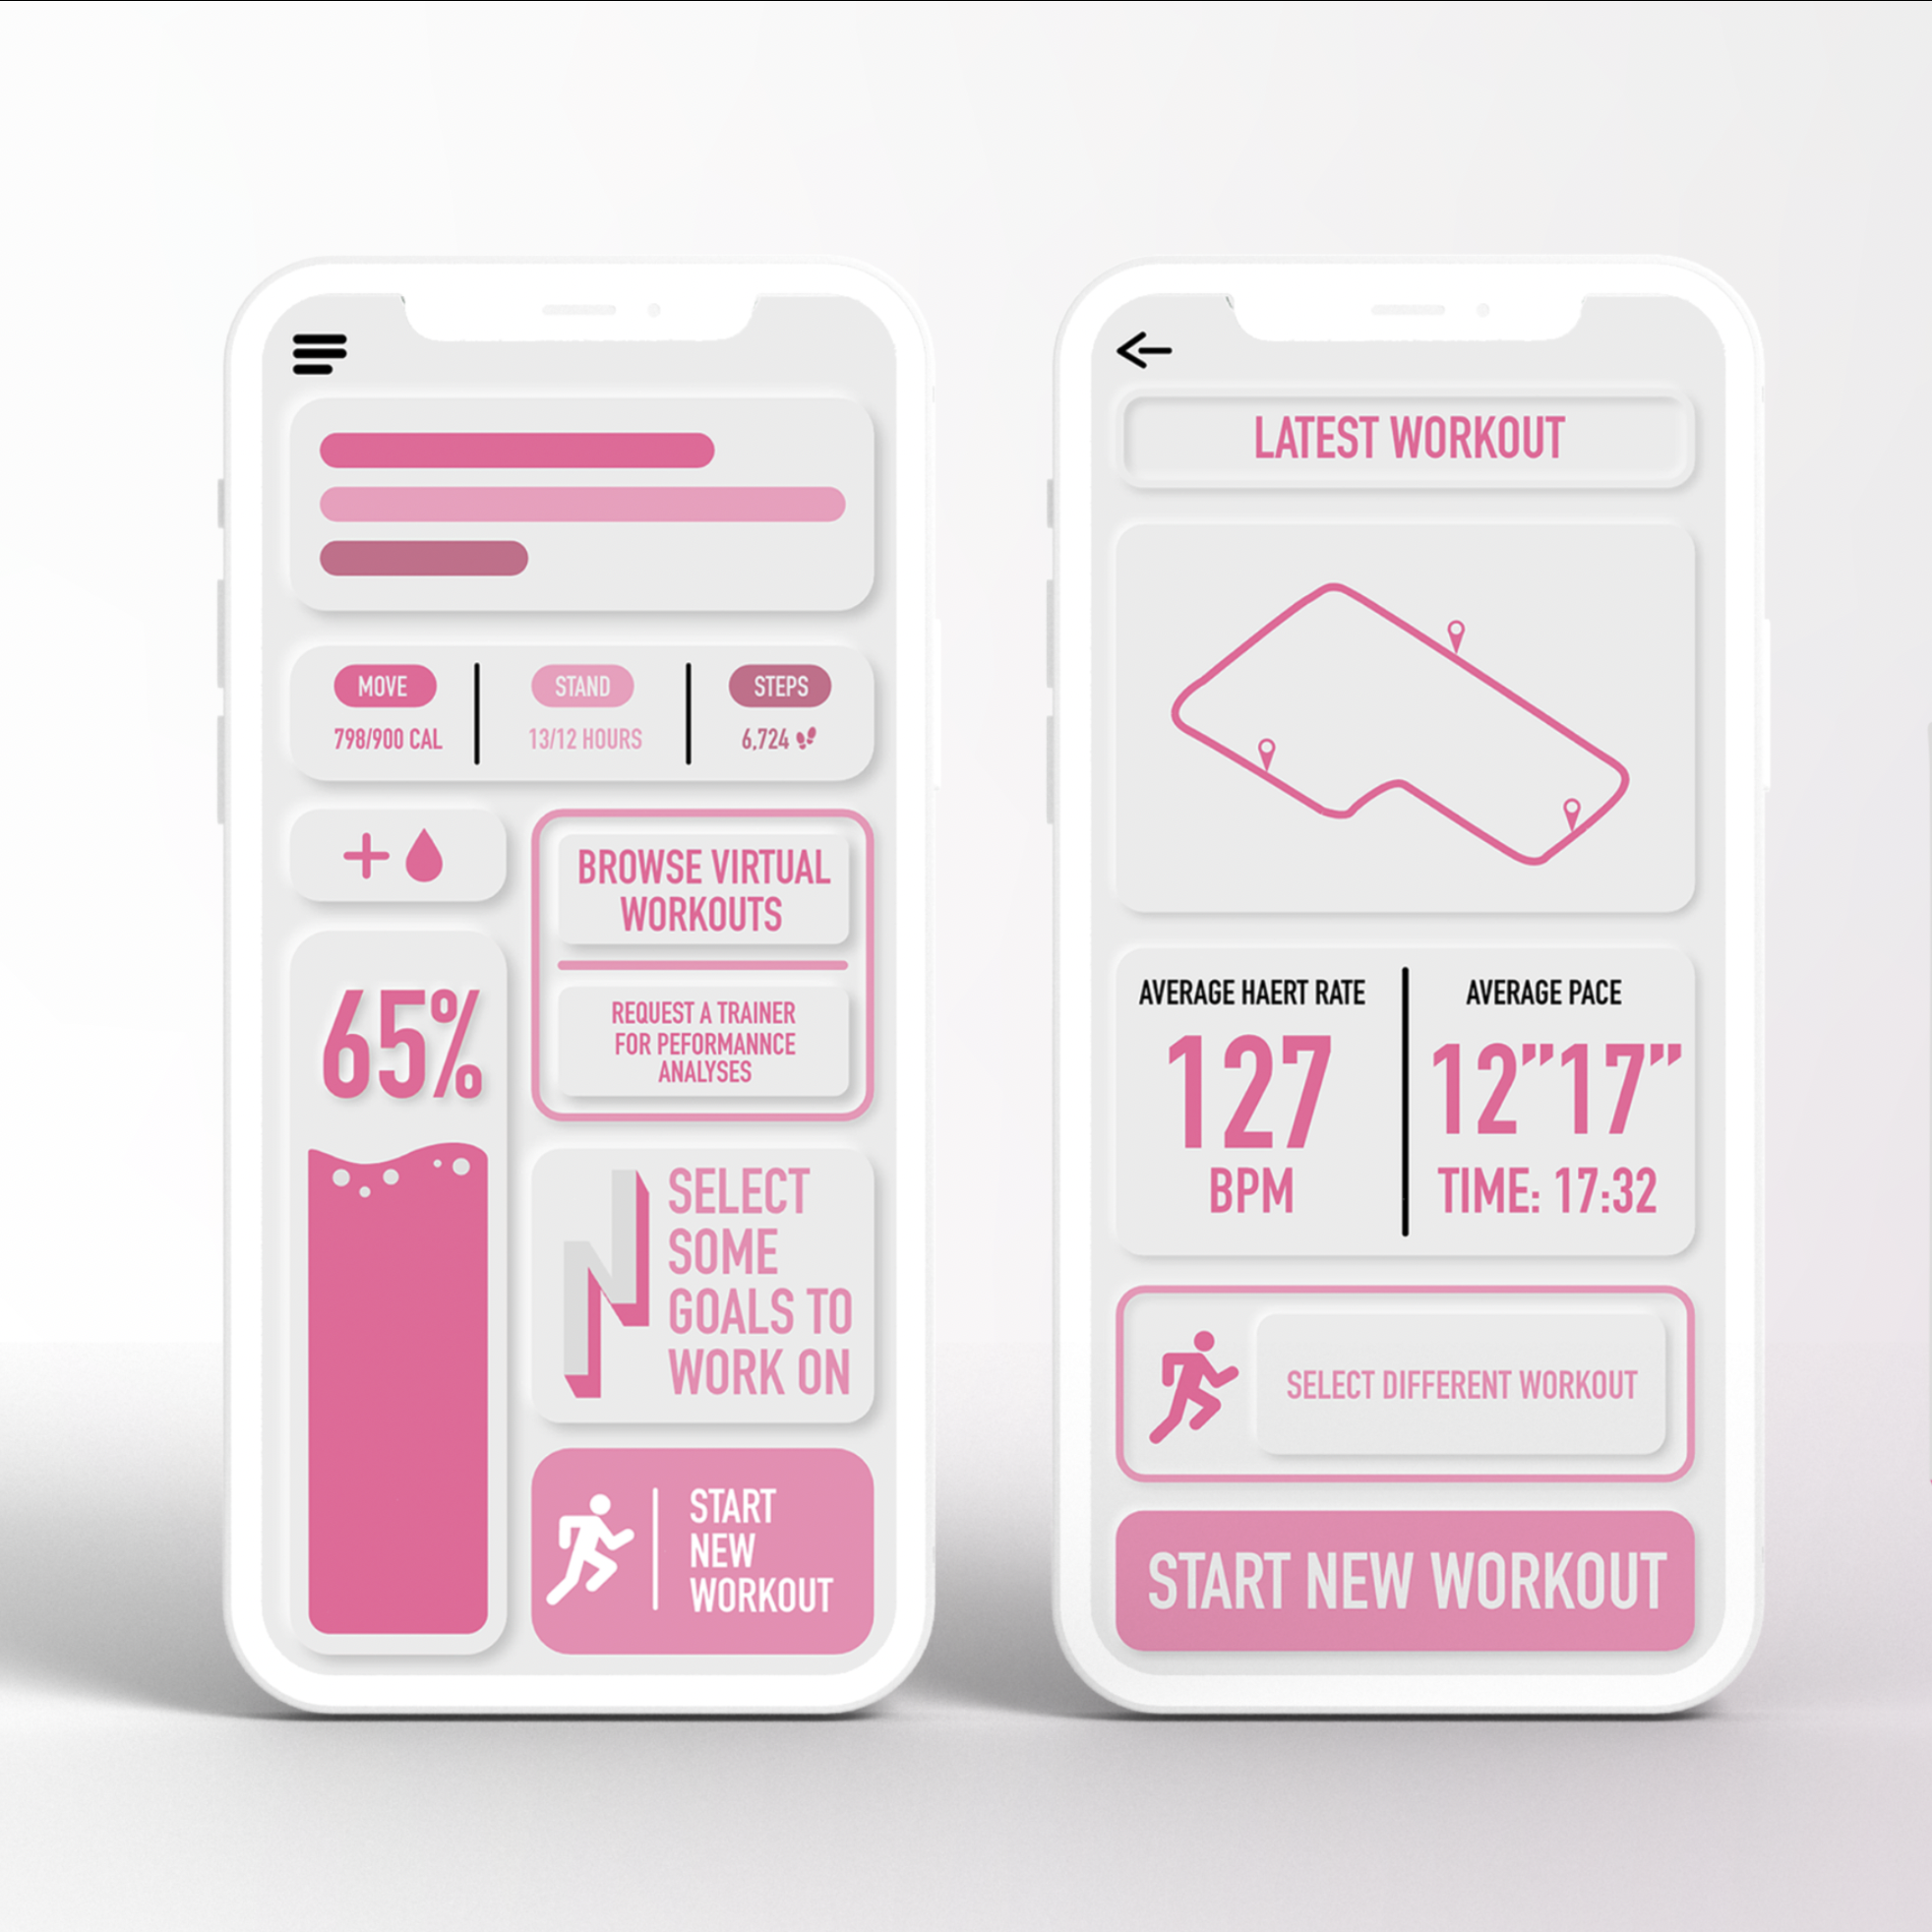 MOVE
STAND
STEPS
798/900 CAL
13/12 HOURS
6,724
BROWSE VIRTUAL
WORKOUTS
REQUEST A TRAINER
FOR PEFORMANNCE
ANALYSES
65%
N
SELECT
SOME
GOALS TO
WORK ON
START
NEW
WORKOUT
LATEST WORKOUT
AVERAGE HAERT RATE
127
BPM
AVERAGE PACE
12”17”
TIME: 17:32
SELECT DIFFERENT WORKOUT
START NEW WORKOUT